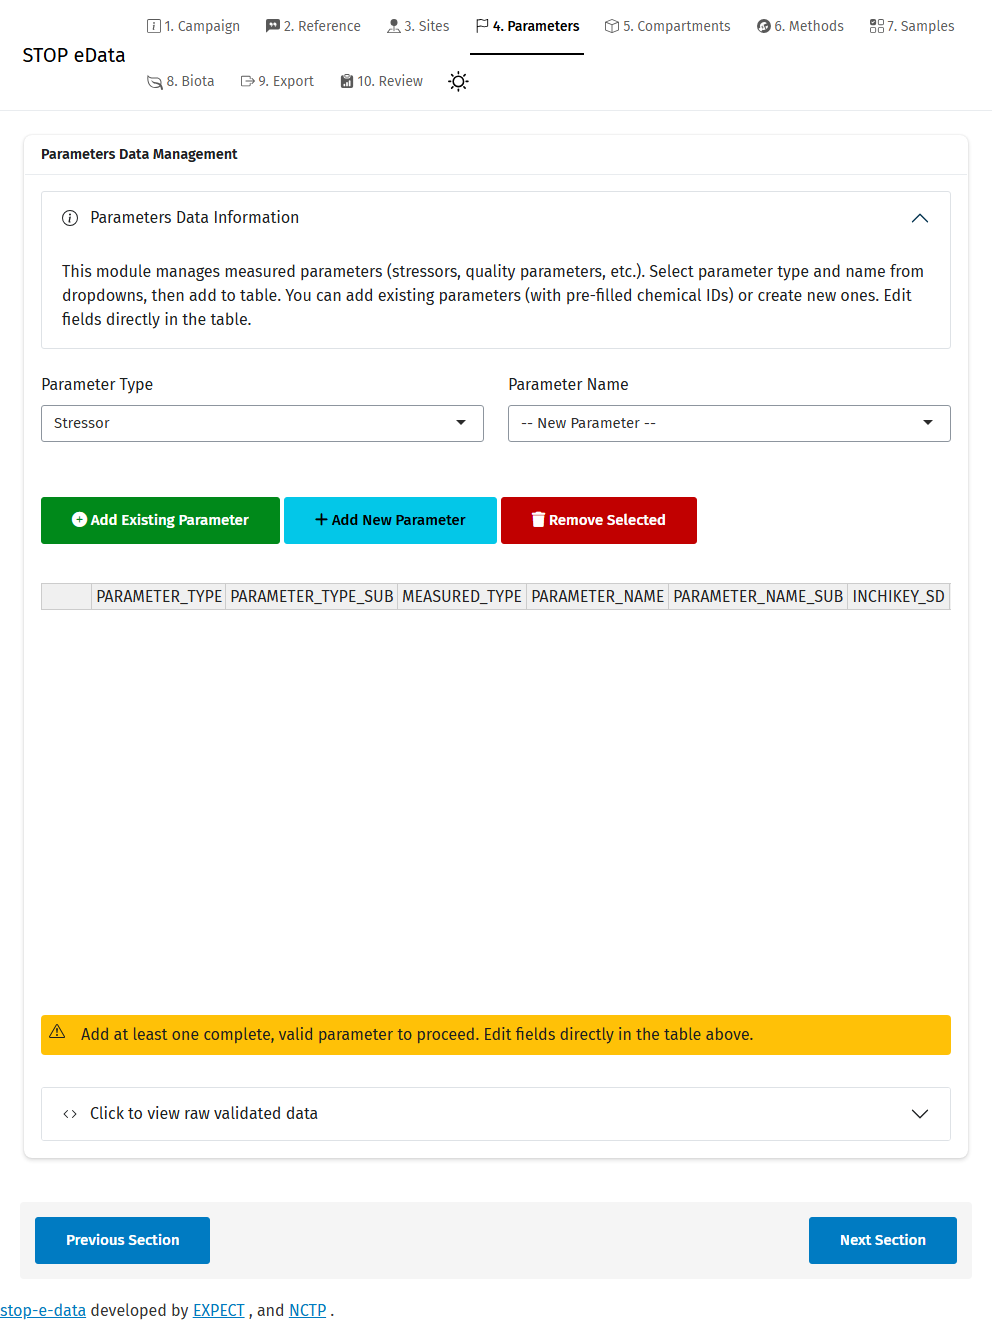 STOP eData
1. Campaign
2. Reference
3. Sites
4. Parameters
5. Compartments
6. Methods
7. Samples
8. Biota
9. Export
10. Review
Parameters Data Management
Parameters Data Information
This module manages measured parameters (stressors, quality parameters, etc.). Select parameter type and name from
dropdowns, then add to table. You can add existing parameters (with pre-filled chemical IDs) or create new ones. Edit
fields directly in the table.
Parameter Type
Parameter Name
Stressor
-- New Parameter --
Add Existing Parameter
Add New Parameter
Remove Selected
PARAMETER_TYPE PARAMETER_TYPE_SUB MEASURED_TYPE PARAMETER_NAME PARAMETER_NAME_SUB INCHIKEY_SD
Add at least one complete, valid parameter to proceed. Edit fields directly in the table above.
Click to view raw validated data
Previous Section
Next Section
stop-e-data developed by EXPECT , and NCTP .